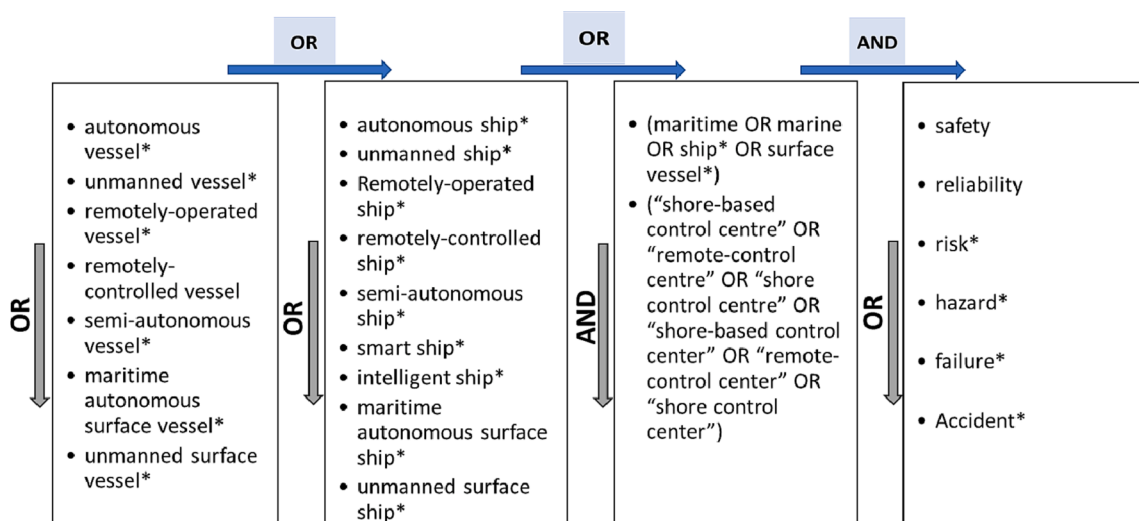 OR
OR
AND
OR
• autonomous
vessel*
• unmanned vessel*
• remotely-operated
vessel*
• remotely-
controlled vessel
• semi-autonomous
vessel*
• maritime
autonomous
surface vessel*
• unmanned surface
vessel*
OR
• autonomous ship*
• unmanned ship*
• Remotely-operated
ship*
• remotely-controlled
ship*
• semi-autonomous
ship*
• smart ship*
• intelligent ship*
• maritime
autonomous surface
ship*
• unmanned surface
ship*
AND
• (maritime OR marine
OR ship* OR surface
vessel*)
• (“shore-based
control centre” OR
“remote-control
centre” OR “shore
control centre” OR
“shore-based control
center” OR “remote-
control center” OR
“shore control
center”)
OR
• safety
• reliability
• risk*
• hazard*
• failure*
• Accident*